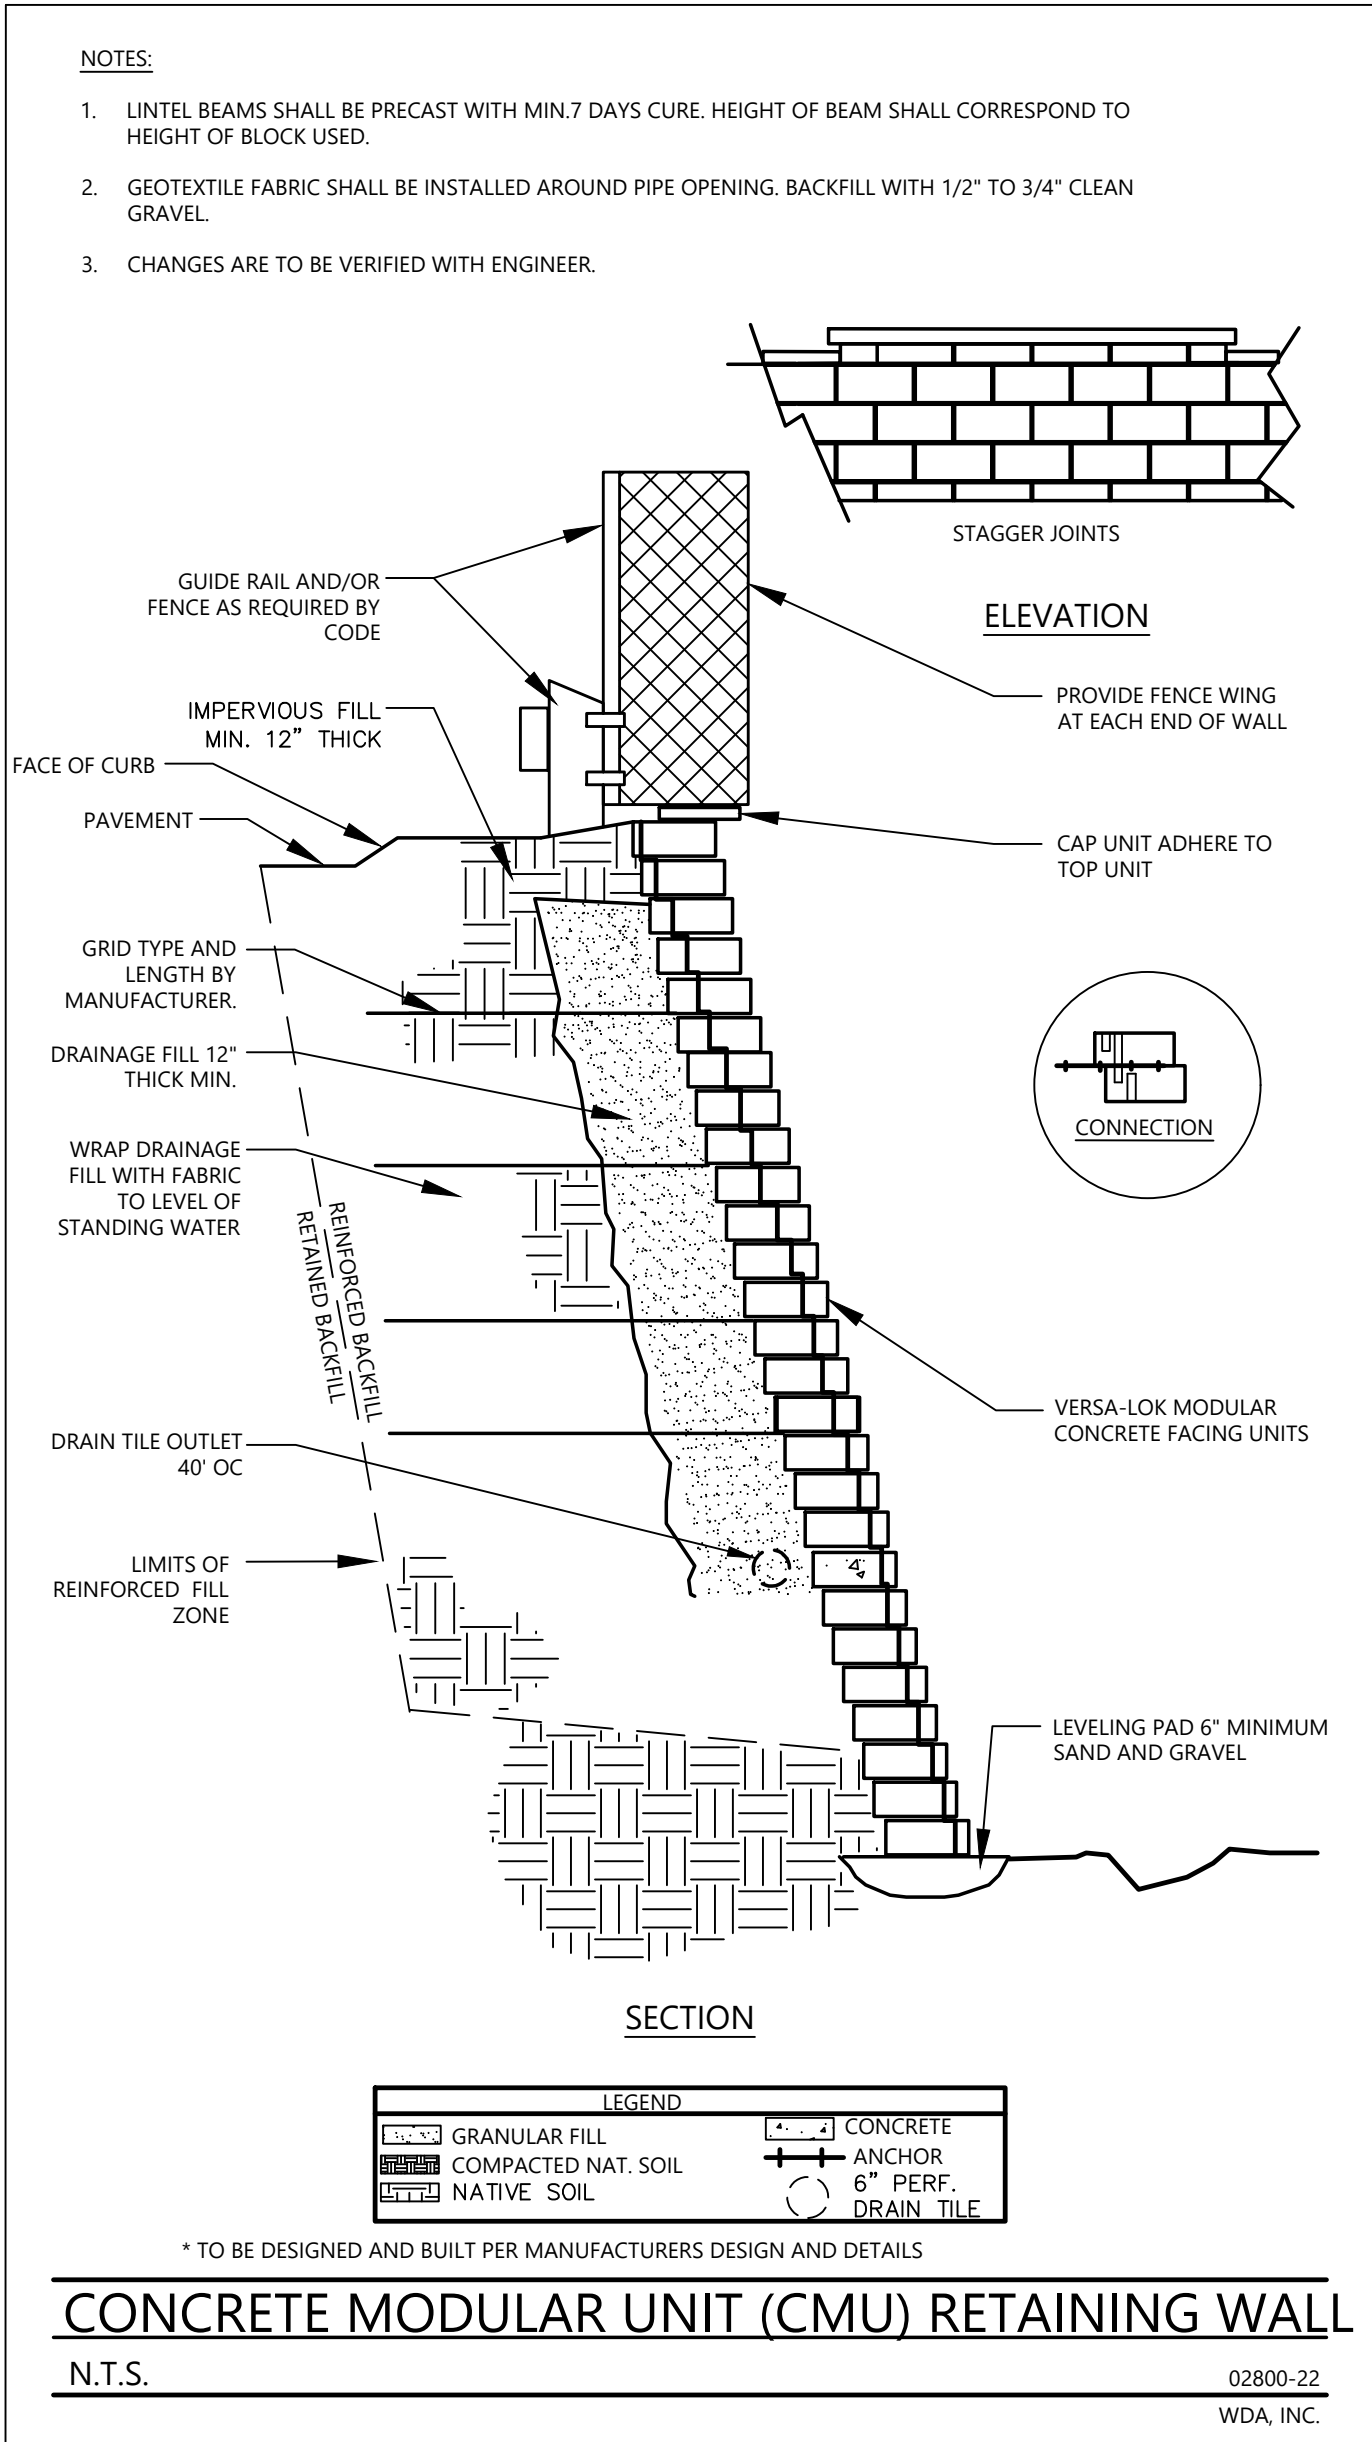 NOTES:
1. LINTEL BEAMS SHALL BE PRECAST WITH MIN.7 DAYS CURE. HEIGHT OF BEAM SHALL CORRESPOND TO
HEIGHT OF BLOCK USED.
2. GEOTEXTILE FABRIC SHALL BE INSTALLED AROUND PIPE OPENING. BACKFILL WITH 1/2" TO 3/4" CLEAN
GRAVEL.
3. CHANGES ARE TO BE VERIFIED WITH ENGINEER.
STAGGER JOINTS
ELEVATION
GUIDE RAIL AND/OR
FENCE AS REQUIRED BY
CODE
IMPERVIOUS FILL
MIN. 12" THICK
FACE OF CURB
PAVEMENT
GRID TYPE AND
LENGTH BY
MANUFACTURER.
DRAINAGE FILL 12"
THICK MIN.
WRAP DRAINAGE
FILL WITH FABRIC
TO LEVEL OF
STANDING WATER
REINFORCED BACKFILL
RETAINED BACKFILL
DRAIN TILE OUTLET
40' OC
LIMITS OF
REINFORCED FILL
ZONE
PROVIDE FENCE WING
AT EACH END OF WALL
CAP UNIT ADHERE TO
TOP UNIT
CONNECTION
VERSA-LOK MODULAR
CONCRETE FACING UNITS
LEVELING PAD 6" MINIMUM
SAND AND GRAVEL
SECTION
LEGEND
GRANULAR FILL
COMPACTED NAT. SOIL
NATIVE SOIL
CONCRETE
ANCHOR
6" PERF.
DRAIN TILE
* TO BE DESIGNED AND BUILT PER MANUFACTURERS DESIGN AND DETAILS
CONCRETE MODULAR UNIT (CMU) RETAINING WALL
N.T.S.
02800-22
WDA, INC.